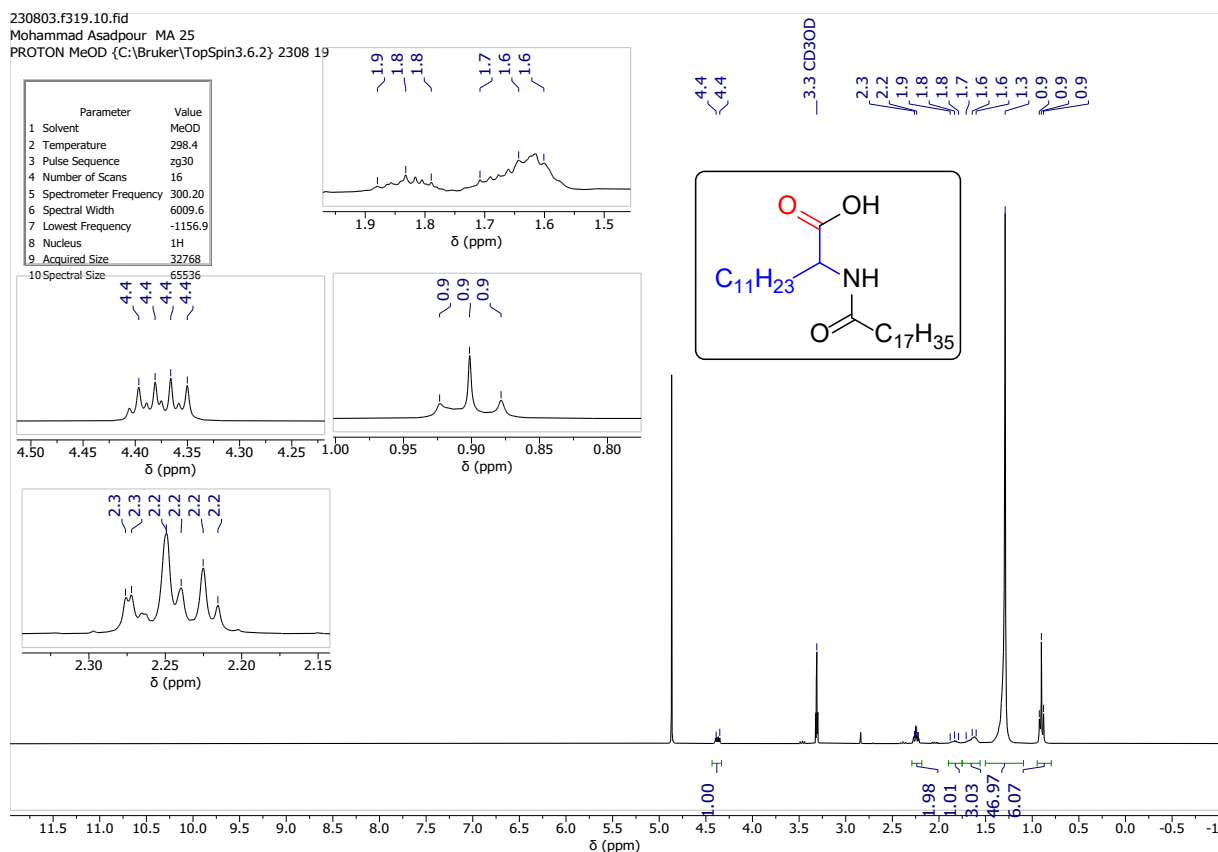 230803.f319.10.fid
Mohammad Asadpour MA 25
PROTON MeOD {C:\Bruker\TopSpin3.6.2} 2308 19
Parameter Value
1 Solvent MeOD
2 Temperature 298.4
3 Pulse Sequence zg30
4 Number of Scans 16
5 Spectrometer Frequency 300.20
6 Spectral Width 6009.6
7 Lowest Frequency -1156.9
8 Nucleus 1H
9 Acquired Size 32768
10 Spectral Size 65536
1.9 1.8 1.8 1.7 1.6 1.6
1.9 1.8 1.7 1.6 1.5
δ (ppm)
4.4 4.4 3.3 CD3OD 2.3 2.2 1.9 1.8 1.8 1.7 1.6 1.6 1.3 0.9 0.9 0.9
O OH
C11H23 NH
O C17H35
4.4 4.4 4.4 4.4
4.50 4.45 4.40 4.35 4.30 4.25
δ (ppm)
0.9 0.9 0.9
1.00 0.95 0.90 0.85 0.80
δ (ppm)
2.3 2.3 2.2 2.2 2.2 2.2
2.30 2.25 2.20 2.15
δ (ppm)
1.00 1.98 1.01 3.03 46.97 6.07
11.5 11.0 10.5 10.0 9.5 9.0 8.5 8.0 7.5 7.0 6.5 6.0 5.5 5.0 4.5 4.0 3.5 3.0 2.5 2.0 1.5 1.0 0.5 0.0 -0.5 -1
δ (ppm)